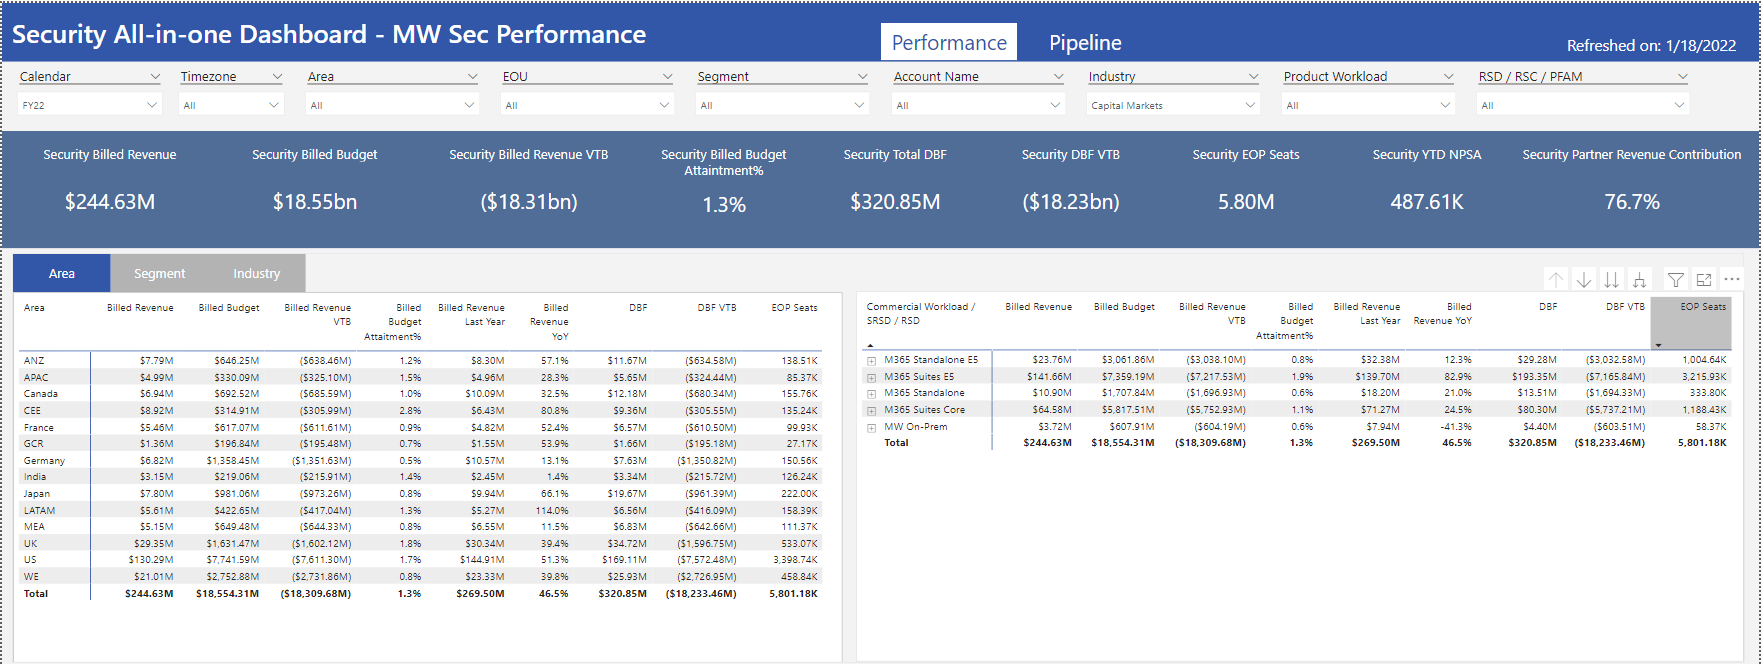 Security All-in-one Dashboard - MW Sec Performance
Performance Pipeline
Refreshed on: 1/18/2022
Calendar Timezone Area EOU Segment Account Name Industry Product Workload RSD / RSC / PFAM
FY22 All All All All All Capital Markets All All
Security Billed Revenue
$244.63M
Security Billed Budget
$18.55bn
Security Billed Revenue VTB
($18.31bn)
Security Billed Budget
Attaintment%
1.3%
Security Total DBF
$320.85M
Security DBF VTB
($18.23bn)
Security EOP Seats
5.80M
Security YTD NPSA
487.61K
Security Partner Revenue Contribution
76.7%
Area Segment Industry
Area Billed Revenue Billed Budget Billed Revenue VTB Billed Budget Attaitment% Billed Revenue Last Year Billed Revenue YoY DBF DBF VTB EOP Seats
ANZ $7.79M $646.25M ($638.46M) 1.2% $8.30M 57.1% $11.67M ($634.58M) 138.51K
APAC $4.99M $330.09M ($325.10M) 1.5% $4.96M 28.3% $5.65M ($324.44M) 85.37K
Canada $6.94M $692.52M ($685.59M) 1.0% $10.09M 32.5% $12.18M ($680.34M) 155.76K
CEE $8.92M $314.91M ($305.99M) 2.8% $6.43M 80.8% $9.36M ($305.55M) 135.24K
France $5.46M $617.07M ($611.61M) 0.9% $4.82M 52.4% $6.57M ($610.50M) 99.93K
GCR $1.36M $196.84M ($195.48M) 0.7% $1.55M 53.9% $1.66M ($195.18M) 27.17K
Germany $6.82M $1,358.45M ($1,351.63M) 0.5% $10.57M 13.1% $7.63M ($1,350.82M) 150.56K
India $3.15M $219.06M ($215.91M) 1.4% $2.45M 1.4% $3.34M ($215.72M) 126.24K
Japan $7.80M $981.06M ($973.26M) 0.8% $9.94M 66.1% $19.67M ($961.39M) 222.00K
LATAM $5.61M $422.65M ($417.04M) 1.3% $5.27M 114.0% $6.56M ($416.09M) 158.39K
MEA $5.15M $649.48M ($644.33M) 0.8% $6.55M 11.5% $6.83M ($642.66M) 111.37K
UK $29.35M $1,631.47M ($1,602.12M) 1.8% $30.34M 39.4% $34.72M ($1,596.75M) 533.07K
US $130.29M $7,741.59M ($7,611.30M) 1.7% $144.91M 51.3% $169.11M ($7,572.48M) 3,398.74K
WE $21.01M $2,752.88M ($2,731.86M) 0.8% $23.33M 39.8% $25.93M ($2,726.95M) 458.84K
Total $244.63M $18,554.31M ($18,309.68M) 1.3% $269.50M 46.5% $320.85M ($18,233.46M) 5,801.18K
Commercial Workload / SRSD / RSD Billed Revenue Billed Budget Billed Revenue VTB Billed Budget Attaintment% Billed Revenue Last Year Billed Revenue YoY DBF DBF VTB EOP Seats
M365 Standalone E5 $23.76M $3,061.86M ($3,038.10M) 0.8% $32.38M 12.3% $29.28M ($3,032.58M) 1,004.64K
M365 Suites E5 $141.66M $7,359.19M ($7,217.53M) 1.9% $139.70M 82.9% $193.35M ($7,165.84M) 3,215.93K
M365 Standalone $10.90M $1,707.84M ($1,696.93M) 0.6% $18.20M 21.0% $13.51M ($1,694.33M) 333.80K
M365 Suites Core $64.58M $5,817.51M ($5,752.93M) 1.1% $71.27M 24.5% $80.30M ($5,737.21M) 1,188.43K
MW On-Prem $3.72M $607.91M ($604.19M) 0.6% $7.94M -41.3% $4.40M ($603.51M) 58.37K
Total $244.63M $18,554.31M ($18,309.68M) 1.3% $269.50M 46.5% $320.85M ($18,233.46M) 5,801.18K